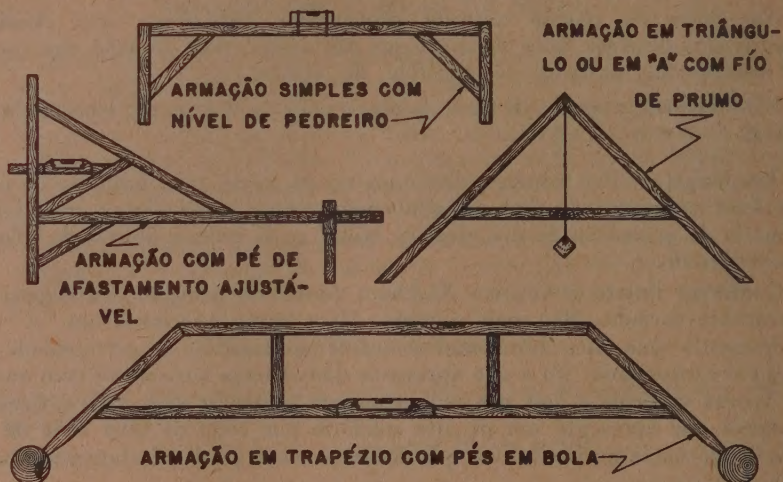 ARMAÇÃO SIMPLES COM
NÍVEL DE PEDREIRO
ARMAÇÃO EM TRIÂNGU-
LO OU EM "A" COM FÍO
DE PRUMO
ARMAÇÃO COM PÉ DE
AFASTAMENTO AJUSTÁ-
VEL
ARMAÇÃO EM TRAPÉZIO COM PÉS EM BOLA